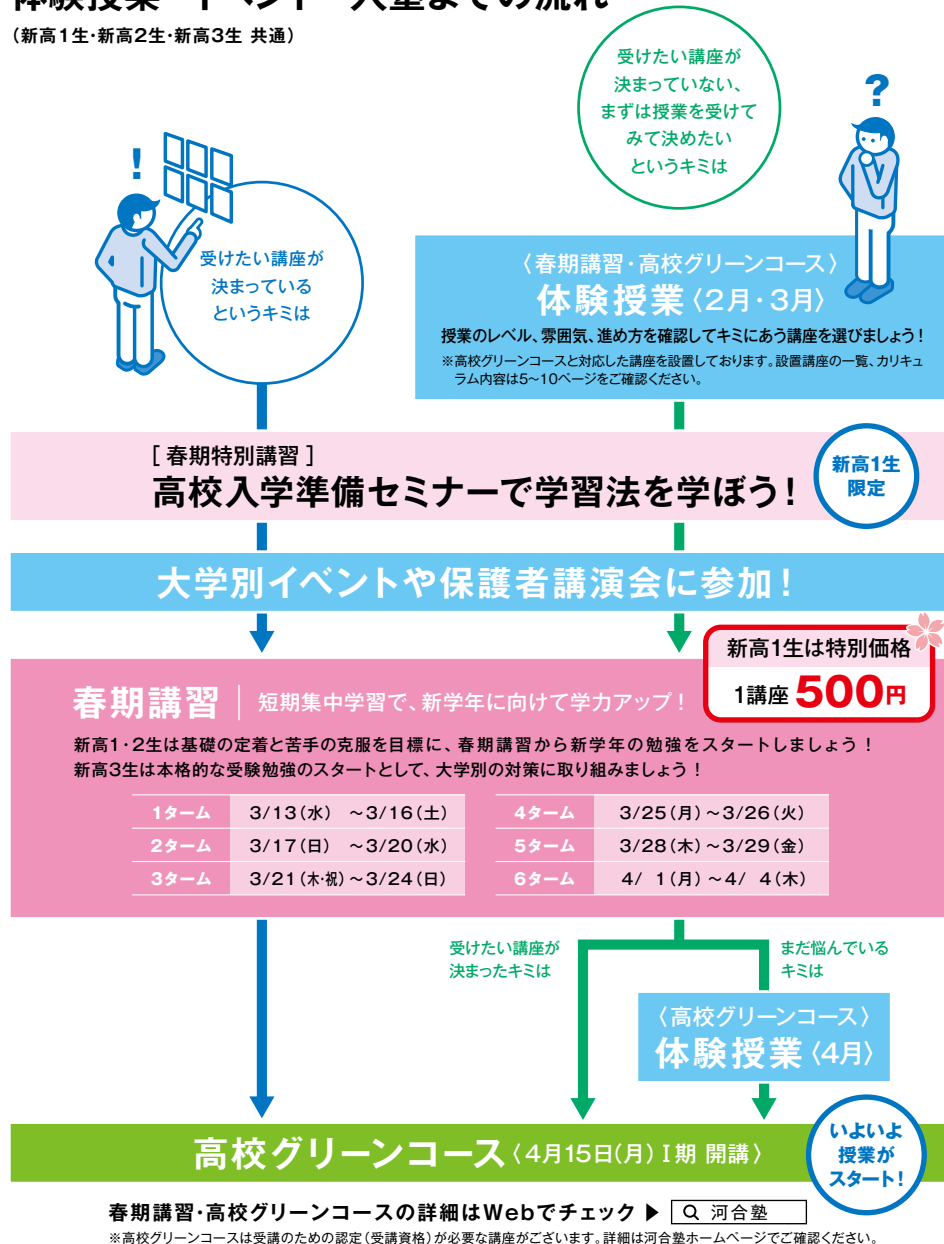 （新高1生・新高2生・新高3生 共通）
受けたい講座が
決まっていない、
まずは授業を受けて
みて決めたい
というキミは
?
!
受けたい講座が
決まっている
というキミは
〈春期講習・高校グリーンコース〉
体験授業〈2月・3月〉
授業のレベル、雰囲気、進め方を確認してキミにあう講座を選びましょう！
※高校グリーンコースと対応した講座を設置しております。設置講座の一覧、カリキュ
ラム内容は5～10ページをご確認ください。
［春期特別講習］
高校入学準備セミナーで学習法を学ぼう！
新高1生
限定
大学別イベントや保護者講演会に参加！
新高1生は特別価格
1講座 500円
春期講習｜短期集中学習で、新学年に向けて学力アップ！
新高1・2生は基礎の定着と苦手の克服を目標に、春期講習から新学年の勉強をスタートしましょう！
新高3生は本格的な受験勉強のスタートとして、大学別の対策に取り組みましょう！
1ターム 3/13（水） ～3/16（土）
2ターム 3/17（日） ～3/20（水）
3ターム 3/21（木・祝）～3/24（日）
4ターム 3/25（月）～3/26（火）
5ターム 3/28（木）～3/29（金）
6ターム 4/ 1（月）～4/ 4（木）
受けたい講座が
決まったキミは
まだ悩んでいる
キミは
〈高校グリーンコース〉
体験授業〈4月〉
高校グリーンコース〈4月15日（月）I期 開講〉
いよいよ
授業が
スタート！
春期講習・高校グリーンコースの詳細はWebでチェック ▶ 河合塾
※高校グリーンコースは受講のための認定（受講資格）が必要な講座がございます。詳細は河合塾ホームページでご確認ください。